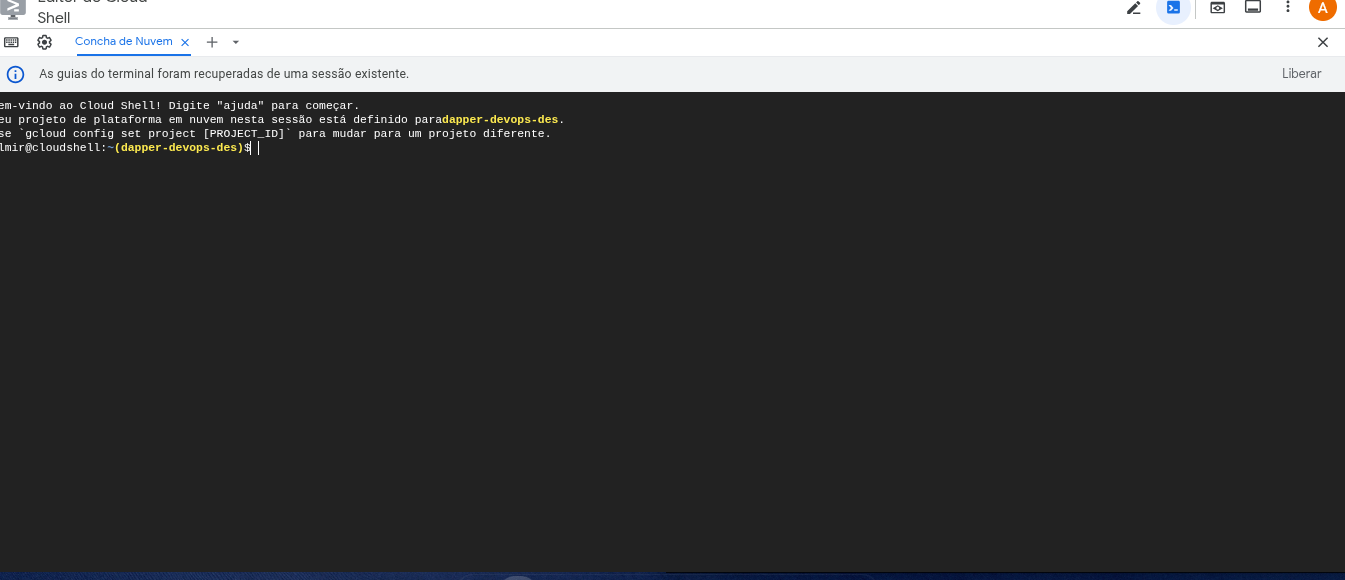 Editor do Cloud
Shell
A
Concha de Nuvem
As guias do terminal foram recuperadas de uma sessão existente.
Liberar
em-vindo ao Cloud Shell! Digite "ajuda" para começar.
eu projeto de plataforma em nuvem nesta sessão está definido paradapper-devops-des.
se `gcloud config set project [PROJECT_ID]` para mudar para um projeto diferente.
lmir@cloudshell:~(dapper-devops-des)$